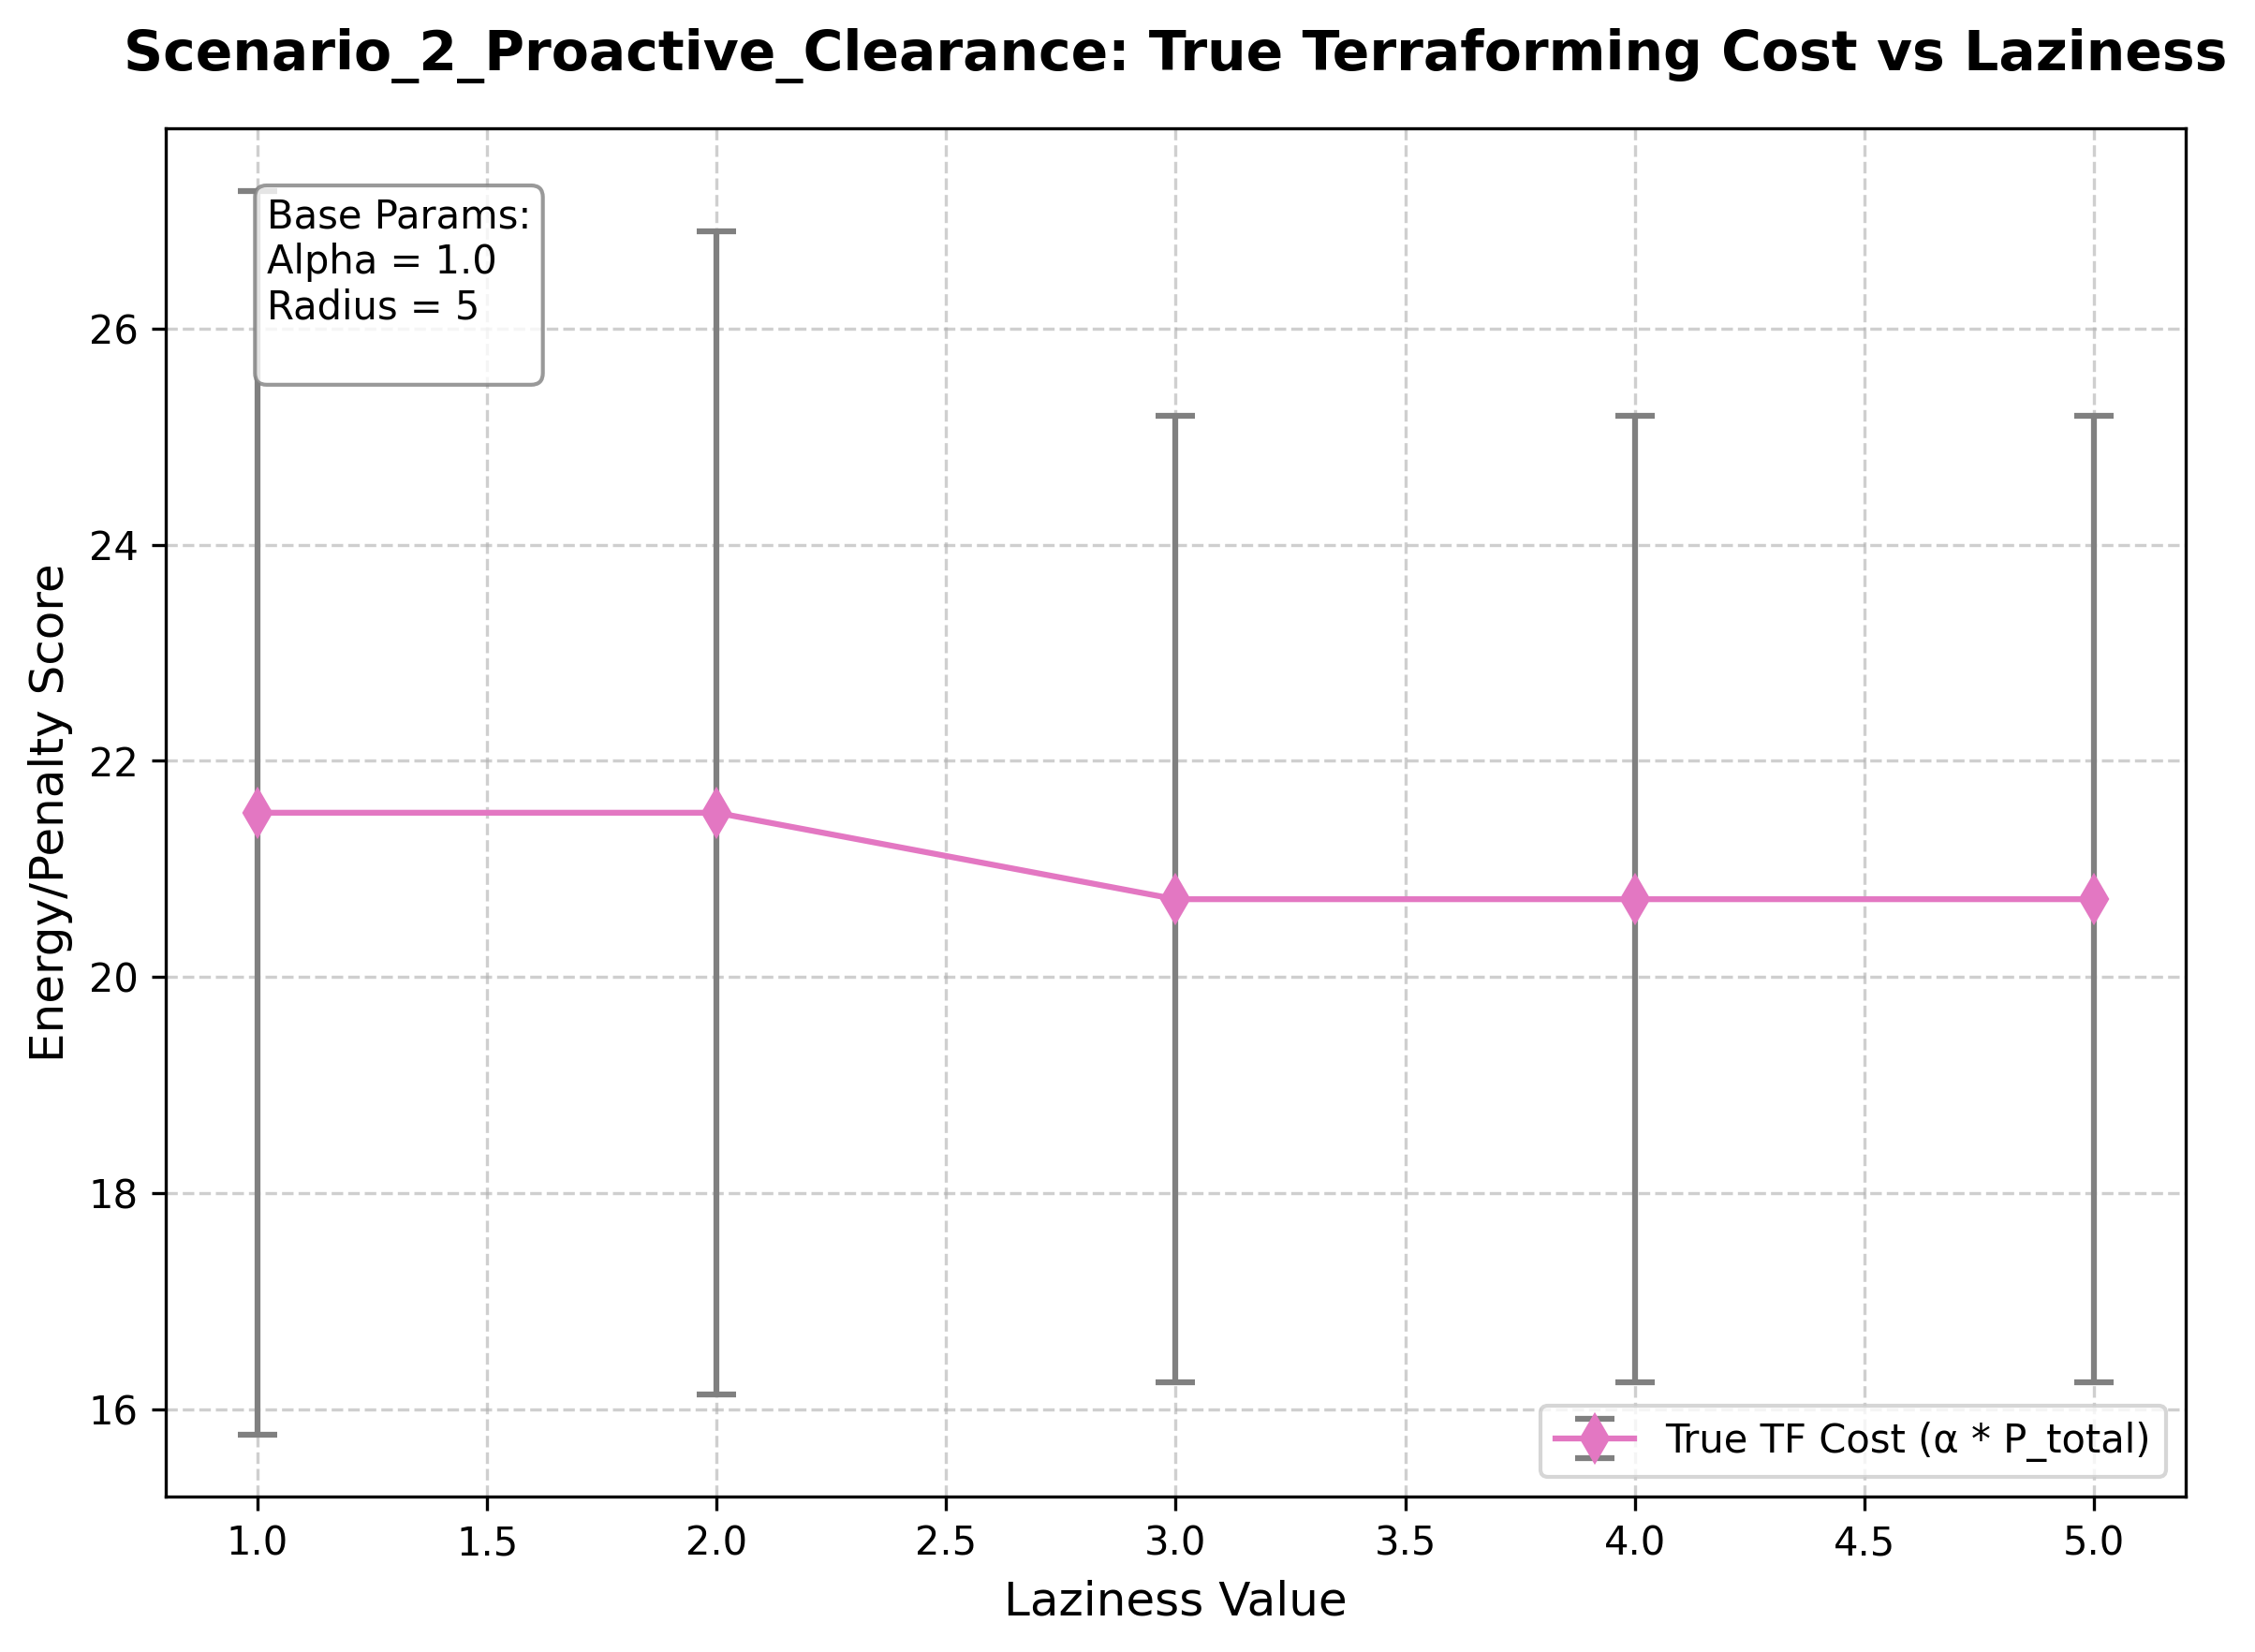 Scenario_2_Proactive_Clearance: True Terraforming Cost vs Laziness
Base Params:
Alpha = 1.0
Radius = 5
26
24
22
20
18
16
Energy/Penalty Score
True TF Cost (α * P_total)
1.0 1.5 2.0 2.5 3.0 3.5 4.0 4.5 5.0
Laziness Value